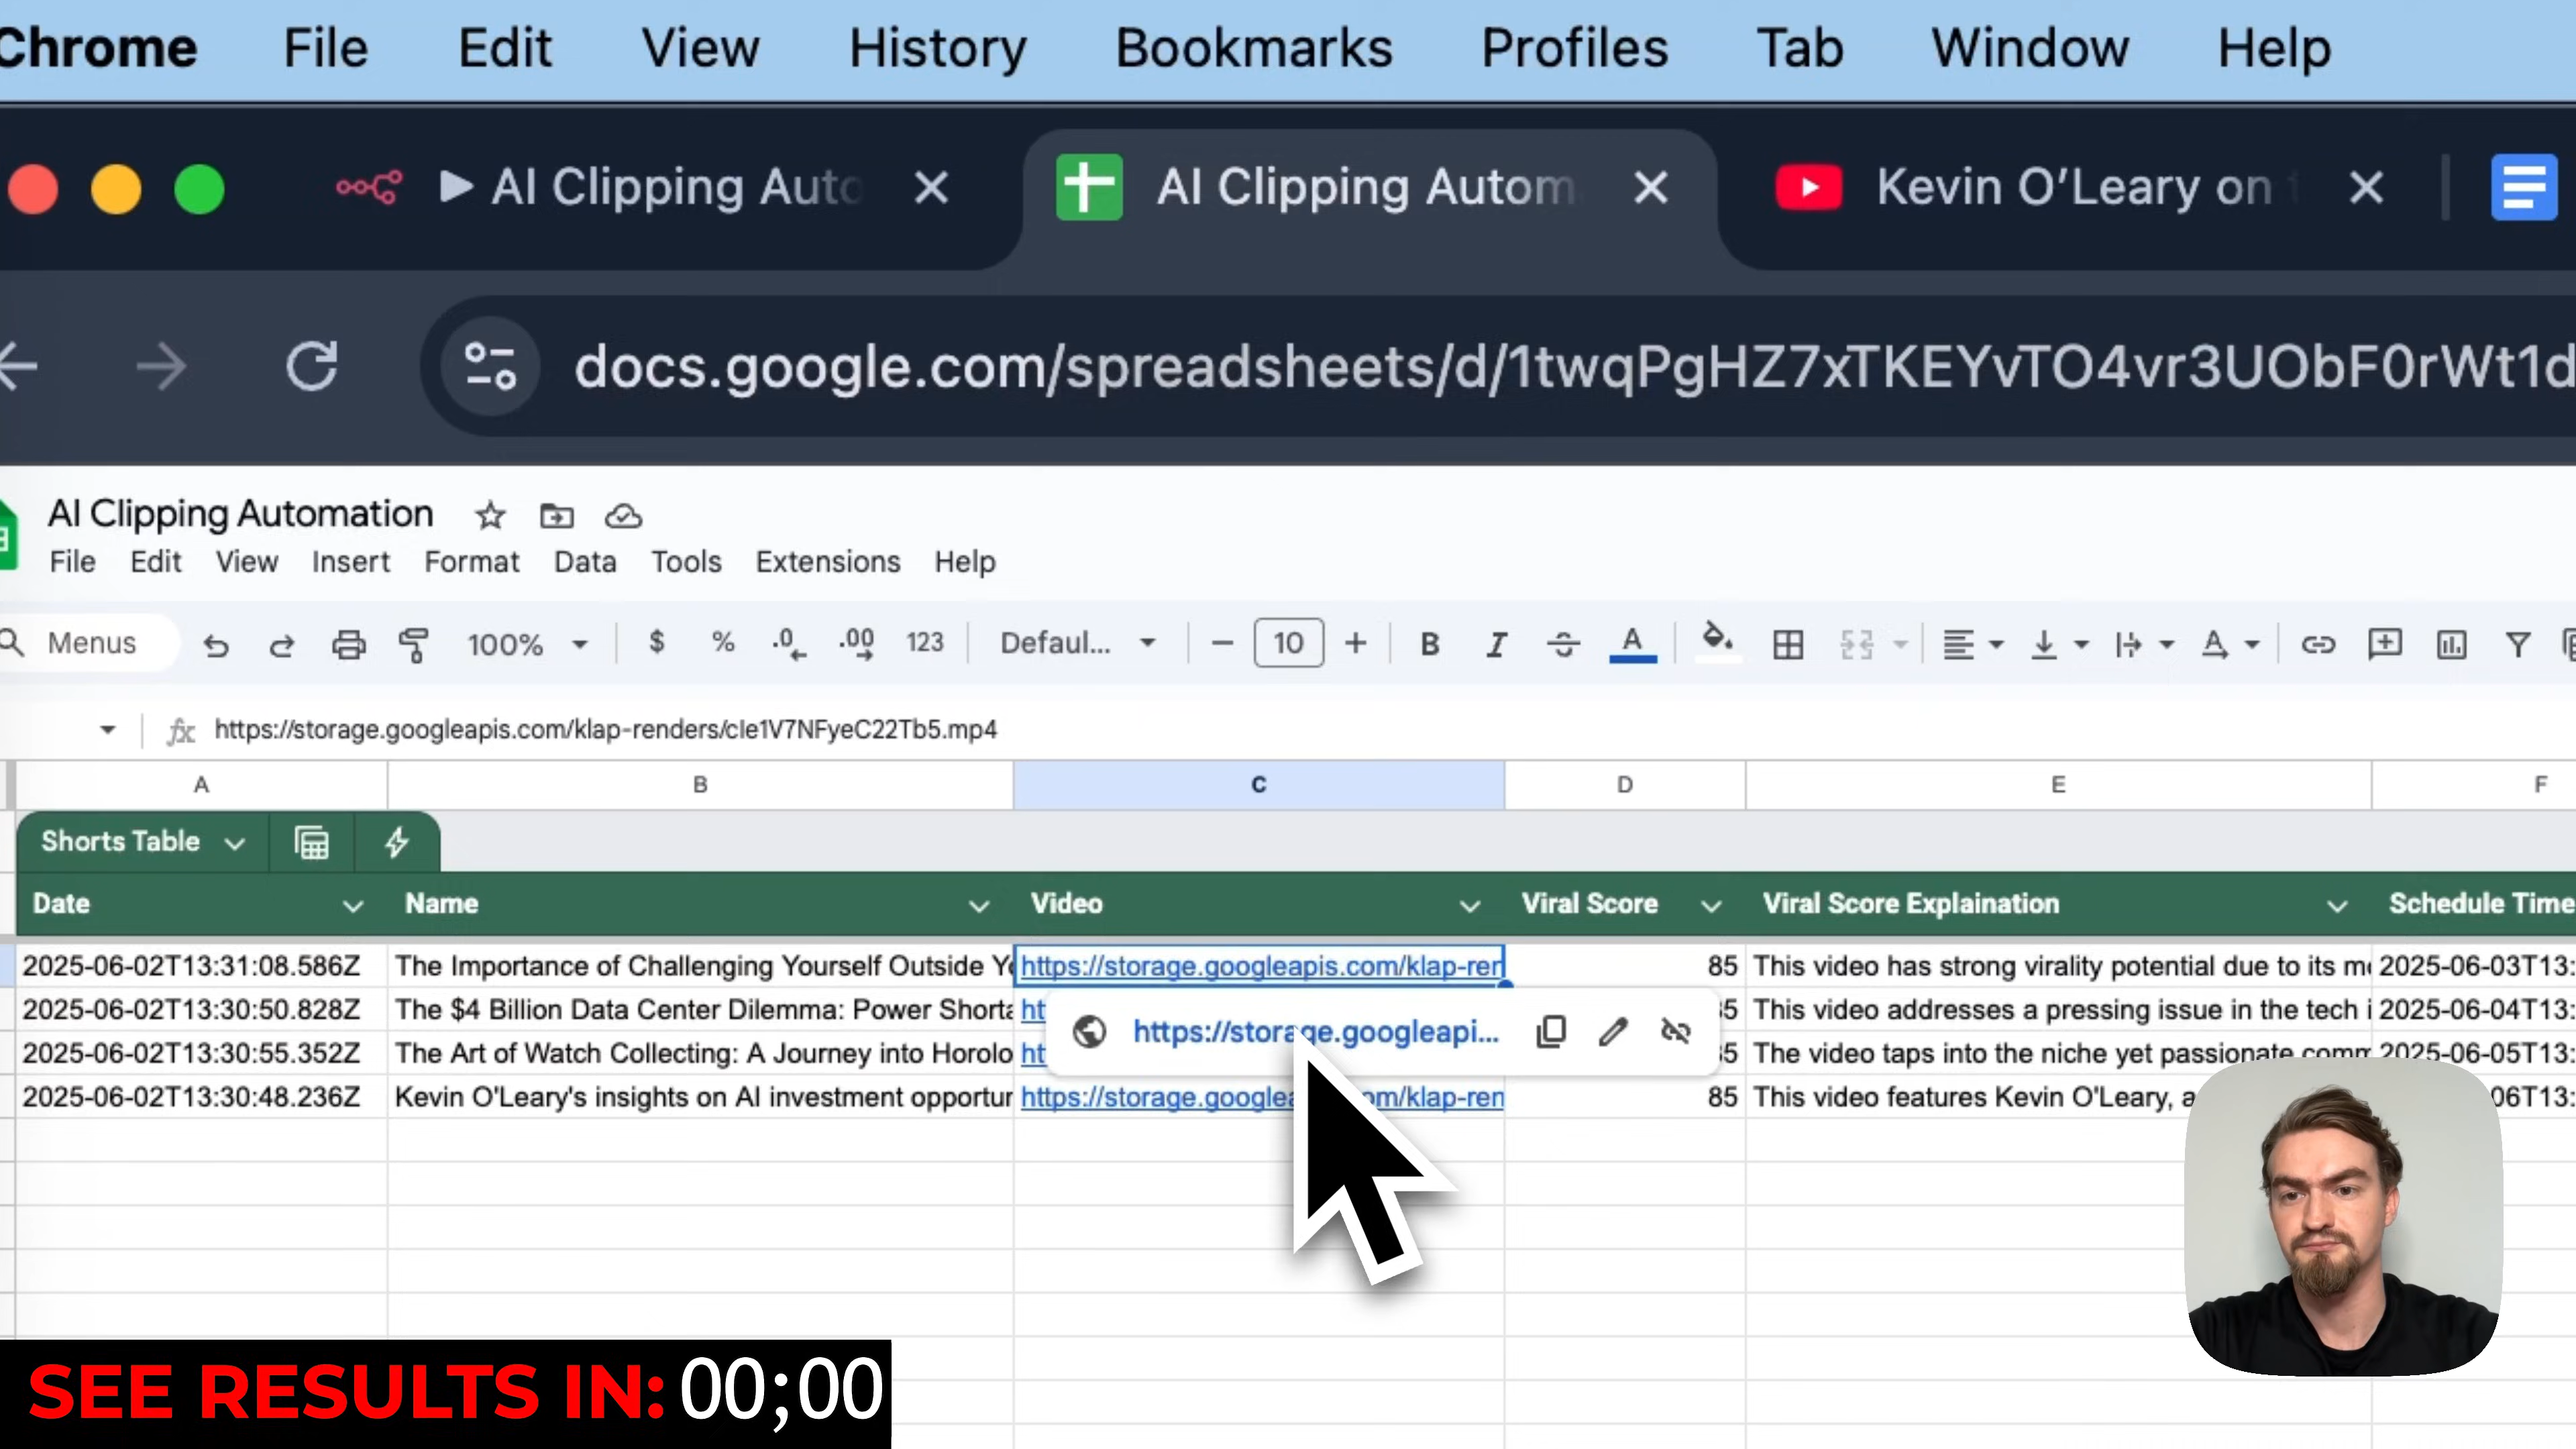 Chrome File Edit View History Bookmarks Profiles Tab Window Help
AI Clipping Auto AI Clipping Autom Kevin O'Leary on
docs.google.com/spreadsheets/d/1twqPgHZ7xTKEYvTO4vr3UObF0rWt1d
AI Clipping Automation
File Edit View Insert Format Data Tools Extensions Help
Menus 100% $ % .0 .00 123 Defaul... 10 B I A A
fx https://storage.googleapis.com/klap-renders/cIe1V7NFyeC22Tb5.mp4
A B C D E F
Shorts Table
Date Name Video Viral Score Viral Score Explaination Schedule Time
2025-06-02T13:31:08.586Z The Importance of Challenging Yourself Outside Yo https://storage.googleapis.com/klap-ren 85 This video has strong virality potential due to its me 2025-06-03T13:
2025-06-02T13:30:50.828Z The $4 Billion Data Center Dilemma: Power Shorta ht 85 This video addresses a pressing issue in the tech i 2025-06-04T13:
https://storage.googleapi...
2025-06-02T13:30:55.352Z The Art of Watch Collecting: A Journey into Horolo ht 85 The video taps into the niche yet passionate comm 2025-06-05T13:
2025-06-02T13:30:48.236Z Kevin O'Leary's insights on AI investment opportur https://storage.googlea om/klap-ren 85 This video features Kevin O'Leary, a 06T13:
SEE RESULTS IN: 00;00